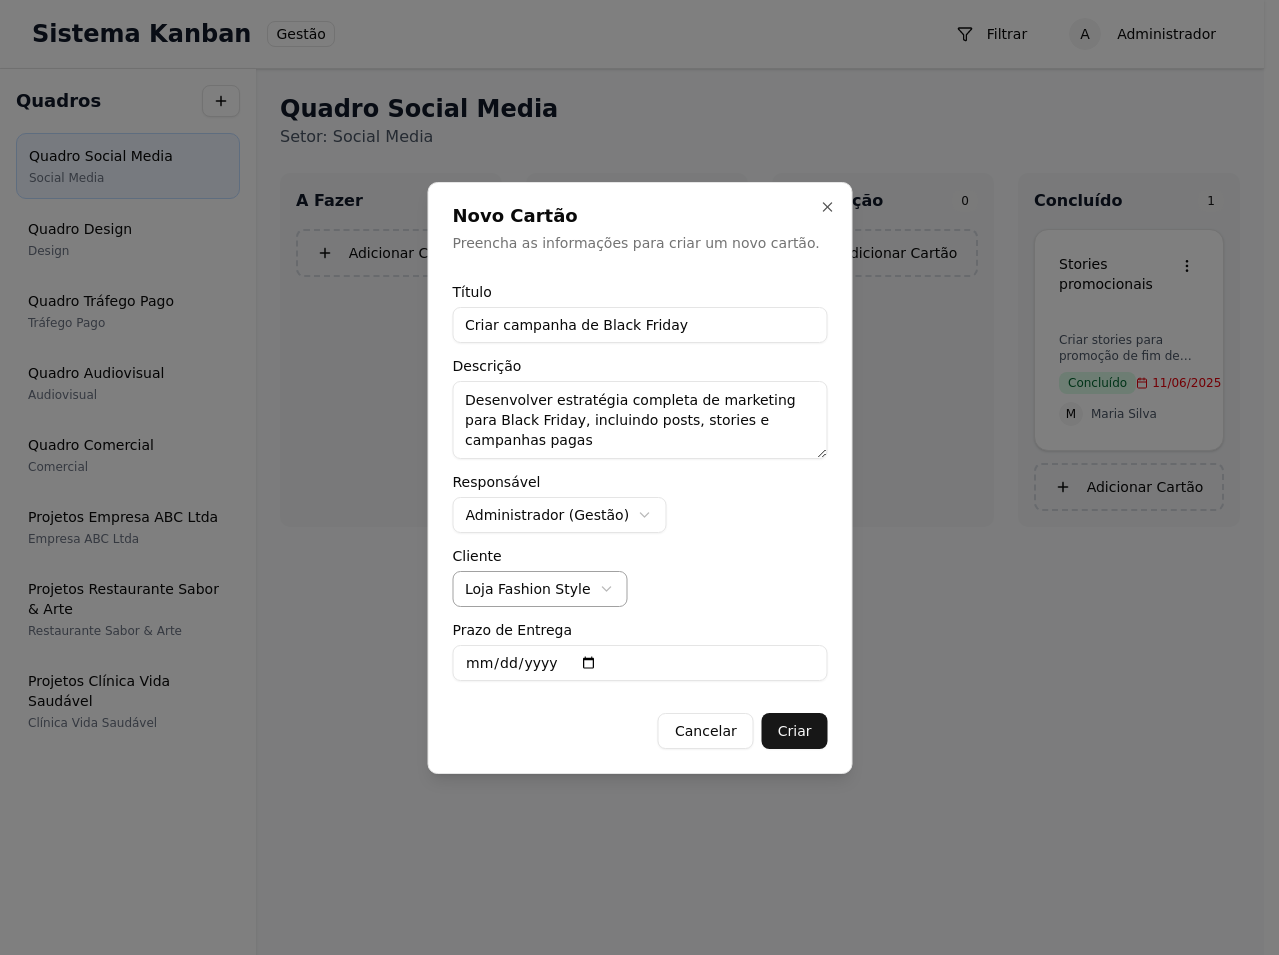 Sistema Kanban
Gestão
Filtrar
A
Administrador
Quadros
Quadro Social Media
Social Media
Quadro Design
Design
Quadro Tráfego Pago
Tráfego Pago
Quadro Audiovisual
Audiovisual
Quadro Comercial
Comercial
Projetos Empresa ABC Ltda
Empresa ABC Ltda
Projetos Restaurante Sabor
& Arte
Restaurante Sabor & Arte
Projetos Clínica Vida
Saudável
Clínica Vida Saudável
Quadro Social Media
Setor: Social Media
A Fazer
Adicionar C
ção
0
dicionar Cartão
Concluído
1
Stories
promocionais
Criar stories para
promoção de fim de...
Concluído
11/06/2025
M
Maria Silva
Adicionar Cartão
Novo Cartão
Preencha as informações para criar um novo cartão.
Título
Criar campanha de Black Friday
Descrição
Desenvolver estratégia completa de marketing
para Black Friday, incluindo posts, stories e
campanhas pagas
Responsável
Administrador (Gestão)
Cliente
Loja Fashion Style
Prazo de Entrega
mm/dd/yyyy
Cancelar
Criar